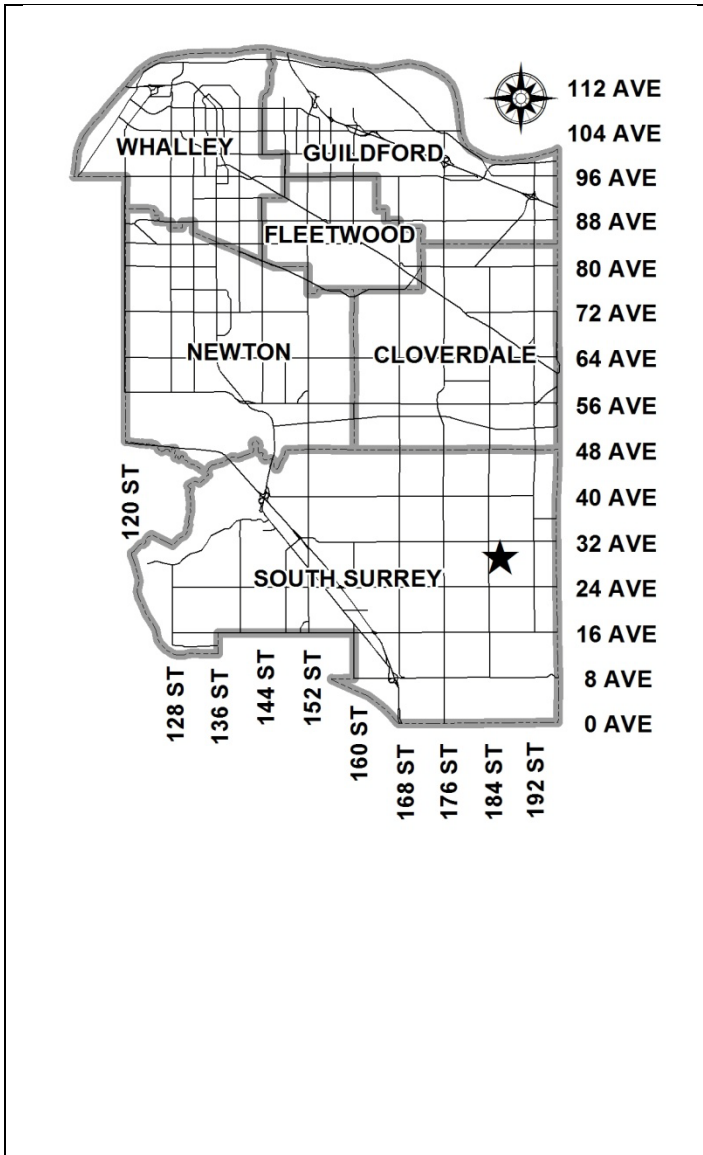 112 AVE
104 AVE
WHALLEY
GUILDFORD
96 AVE
88 AVE
FLEETWOOD
80 AVE
72 AVE
NEWTON
CLOVERDALE
64 AVE
56 AVE
48 AVE
120 ST
40 AVE
32 AVE
SOUTH SURREY
24 AVE
16 AVE
8 AVE
0 AVE
128 ST
136 ST
144 ST
152 ST
160 ST
168 ST
176 ST
184 ST
192 ST